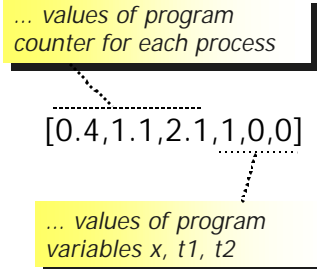 ... values of program
counter for each process
[0.4,1.1,2.1,1,0,0]
... values of program
variables x, t1, t2